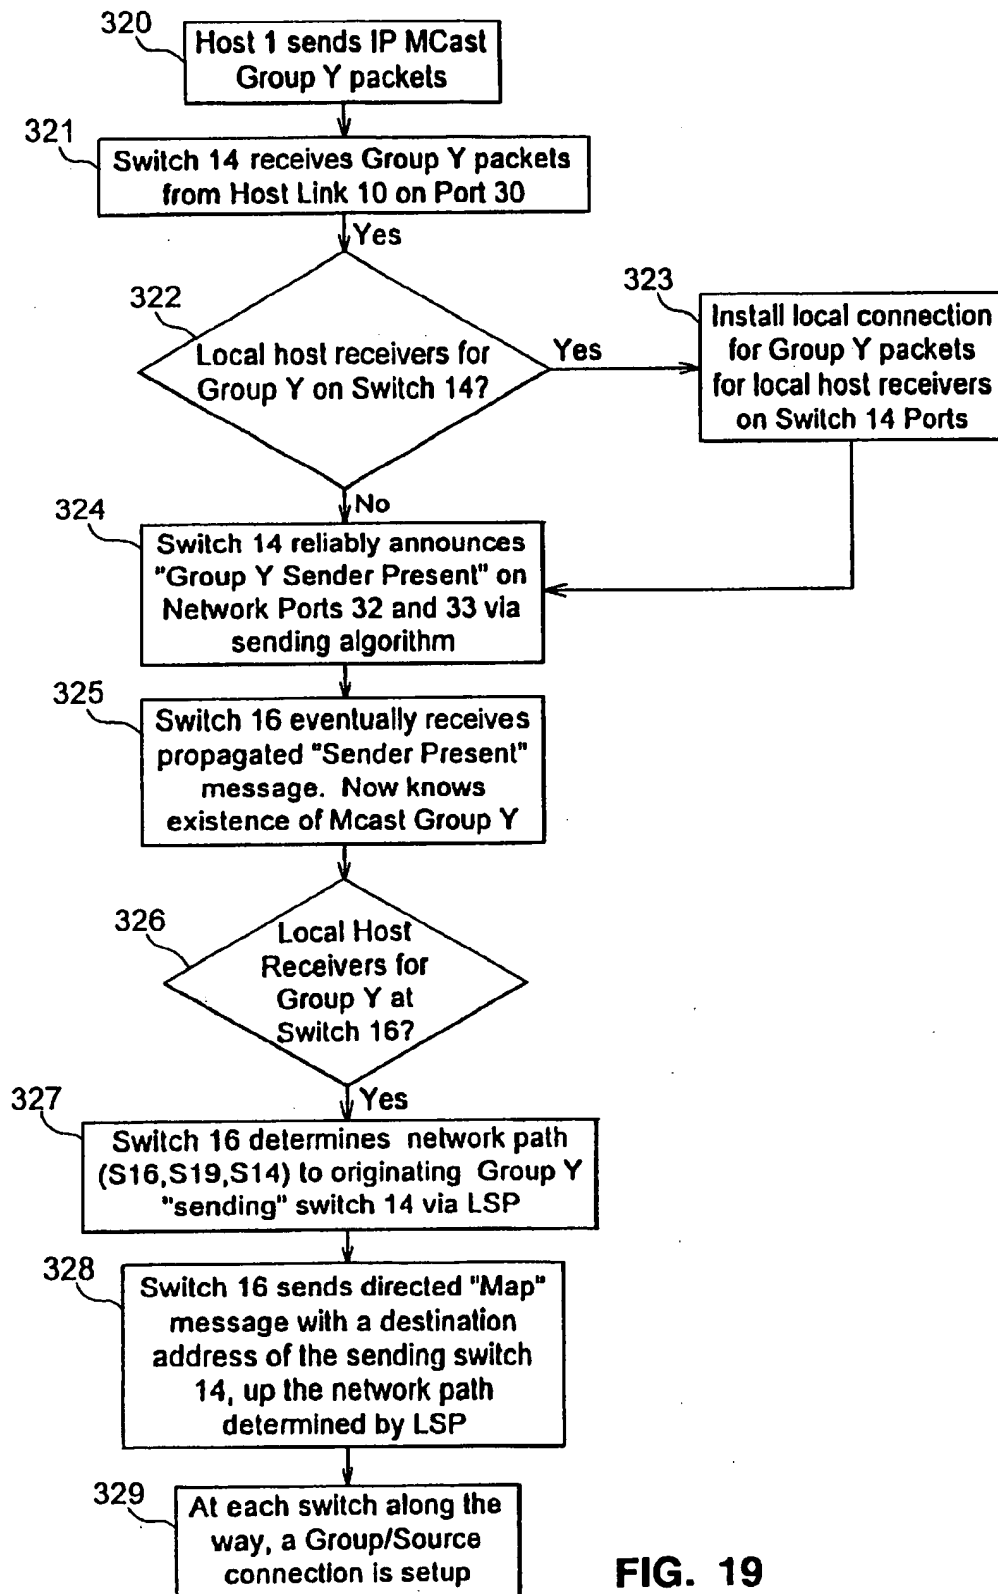 320
Host 1 sends IP MCast
Group Y packets
321
Switch 14 receives Group Y packets
from Host Link 10 on Port 30
Yes
322
Local host receivers for
Group Y on Switch 14?
Yes
323
Install local connection
for Group Y packets
for local host receivers
on Switch 14 Ports
No
324
Switch 14 reliably announces
"Group Y Sender Present" on
Network Ports 32 and 33 via
sending algorithm
325
Switch 16 eventually receives
propagated "Sender Present"
message. Now knows
existence of Mcast Group Y
326
Local Host
Receivers for
Group Y at
Switch 16?
Yes
327
Switch 16 determines network path
(S16,S19,S14) to originating Group Y
"sending" switch 14 via LSP
328
Switch 16 sends directed "Map"
message with a destination
address of the sending switch
14, up the network path
determined by LSP
329
At each switch along the
way, a Group/Source
connection is setup
FIG. 19